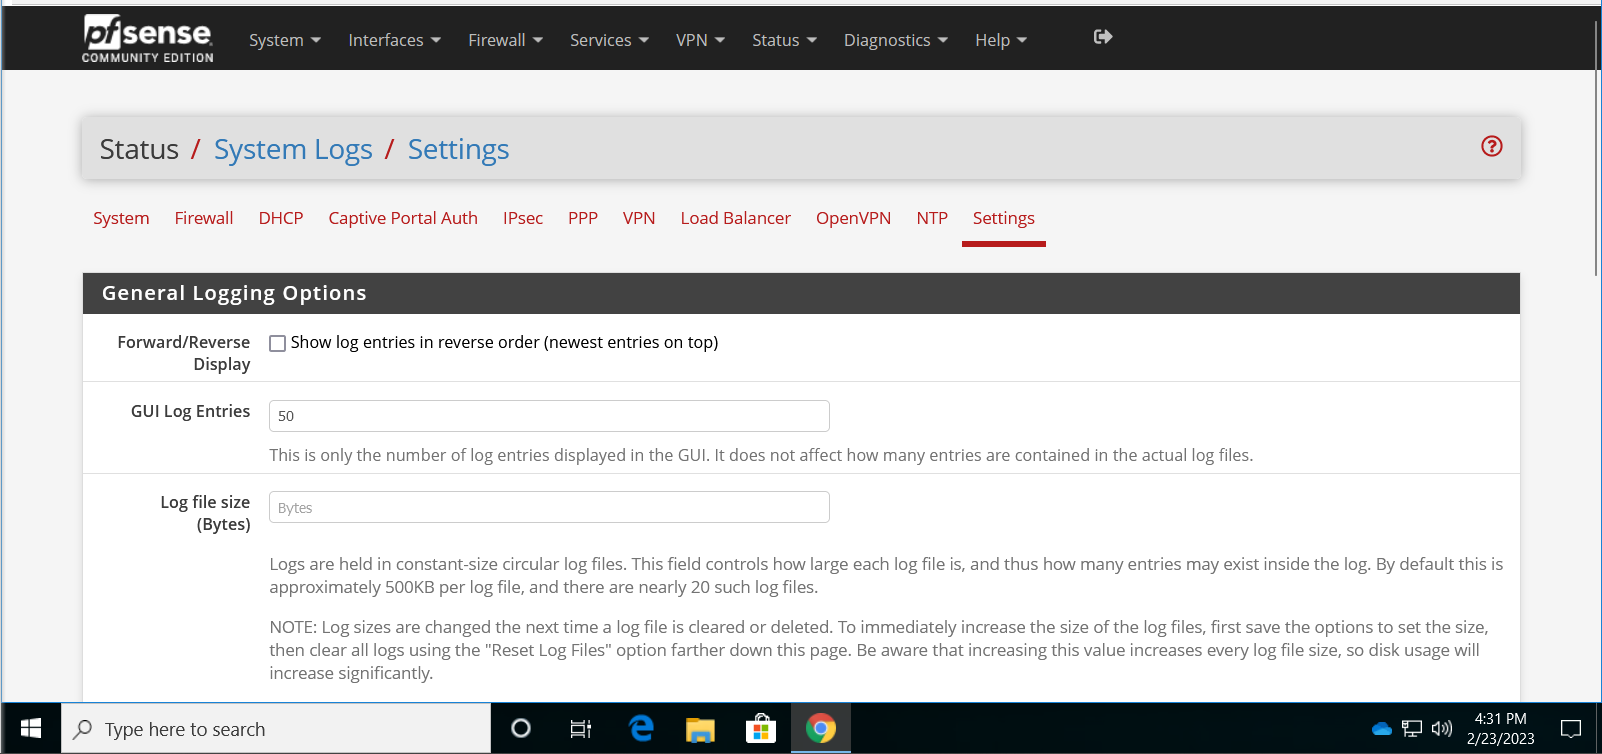 pfsense
COMMUNITY EDITION
System Interfaces Firewall Services VPN Status Diagnostics Help
Status / System Logs / Settings
System Firewall DHCP Captive Portal Auth IPsec PPP VPN Load Balancer OpenVPN NTP Settings
General Logging Options
Forward/Reverse
Display
Show log entries in reverse order (newest entries on top)
GUI Log Entries
50
This is only the number of log entries displayed in the GUI. It does not affect how many entries are contained in the actual log files.
Log file size
(Bytes)
Bytes
Logs are held in constant-size circular log files. This field controls how large each log file is, and thus how many entries may exist inside the log. By default this is
approximately 500KB per log file, and there are nearly 20 such log files.
NOTE: Log sizes are changed the next time a log file is cleared or deleted. To immediately increase the size of the log files, first save the options to set the size,
then clear all logs using the "Reset Log Files" option farther down this page. Be aware that increasing this value increases every log file size, so disk usage will
increase significantly.
Type here to search
4:31 PM
2/23/2023